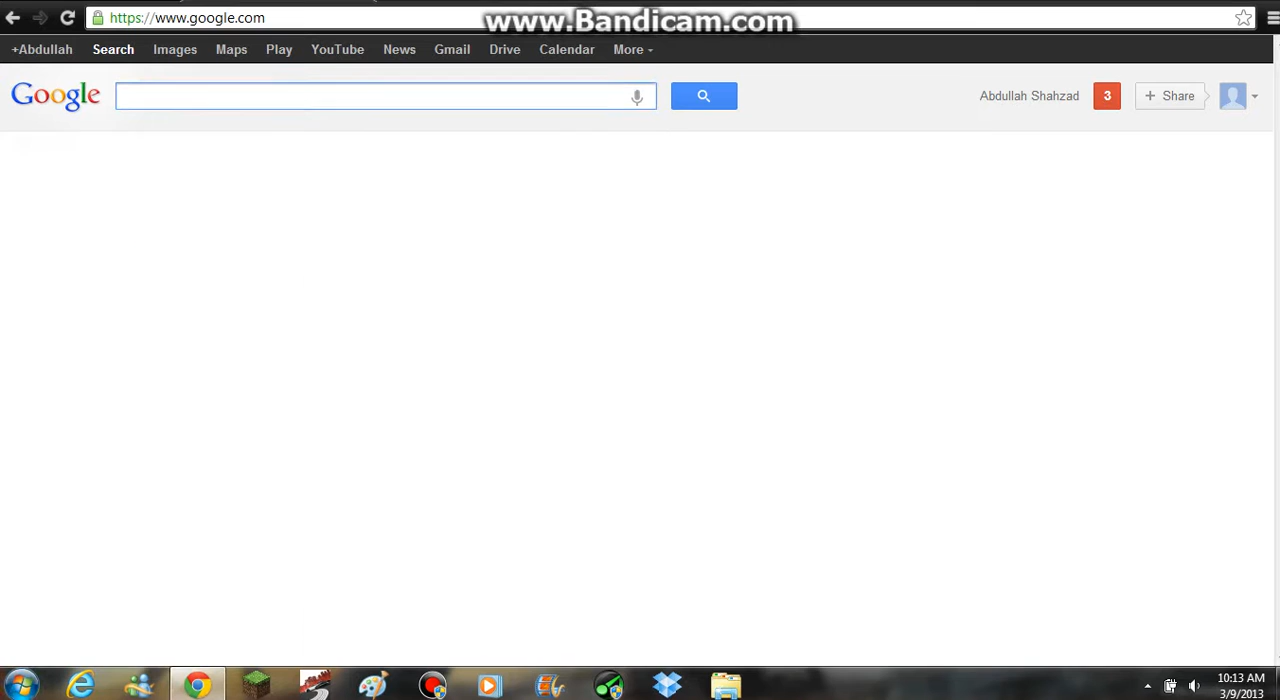 https://www.google.com
www.Bandicam.com
+Abdullah Search Images Maps Play YouTube News Gmail Drive Calendar More
Google
Abdullah Shahzad 3 + Share
10:13 AM
3/9/2013